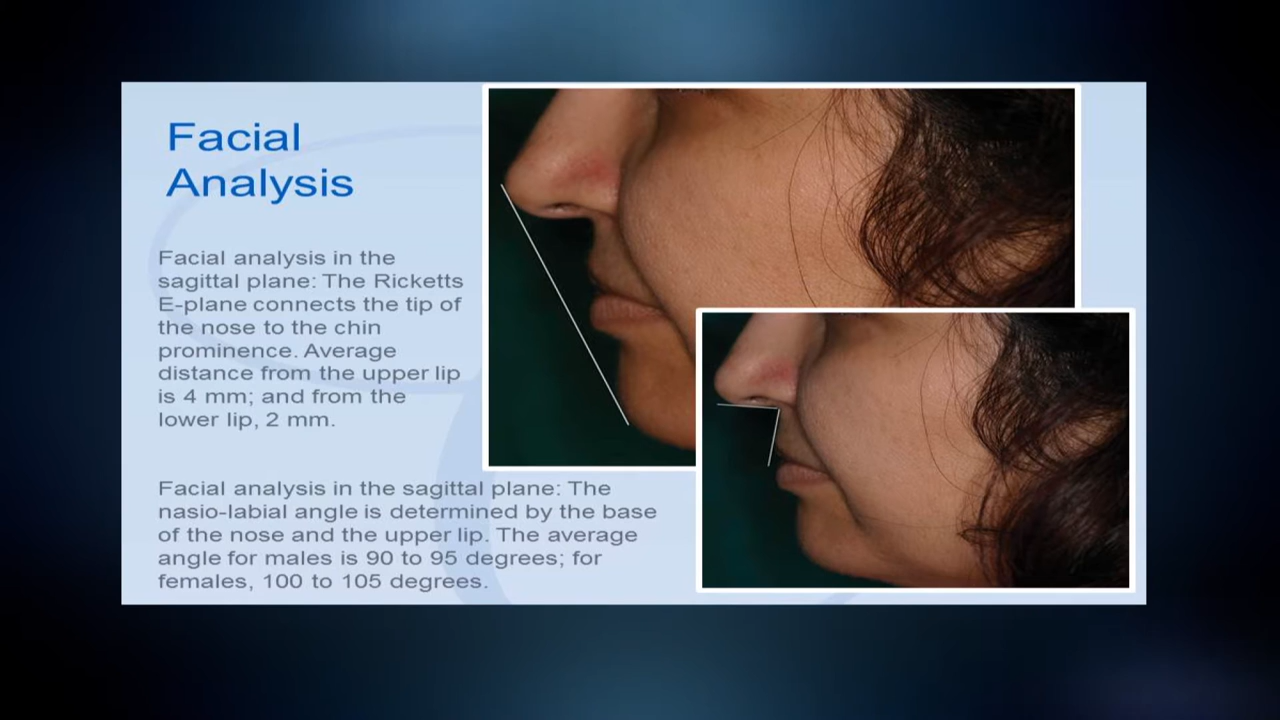 Facial
Analysis
Facial analysis in the
sagittal plane: The Ricketts
E-plane connects the tip of
the nose to the chin
prominence. Average
distance from the upper lip
is 4 mm; and from the
lower lip, 2 mm.
Facial analysis in the sagittal plane: The
nasio-labial angle is determined by the base
of the nose and the upper lip. The average
angle for males is 90 to 95 degrees; for
females, 100 to 105 degrees.